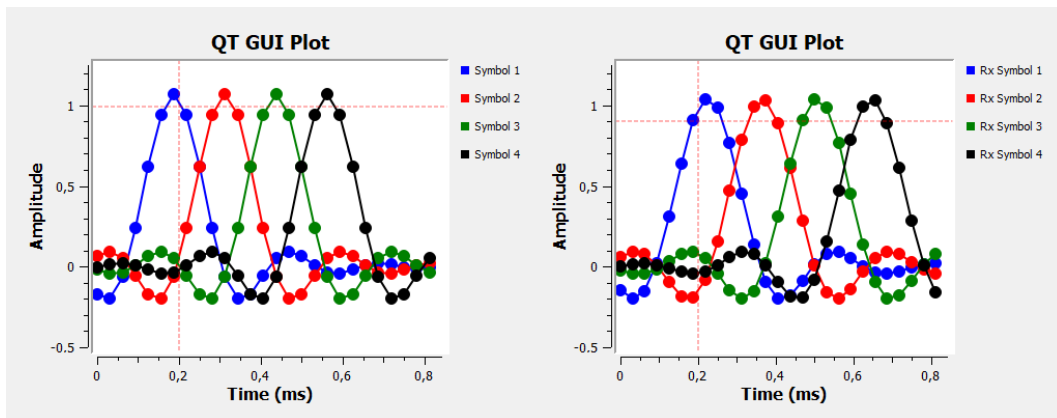 QT GUI Plot
Amplitude
1
0,5
0
-0.5
0
0,2
0,4
0,6
0,8
Time (ms)
Symbol 1
Symbol 2
Symbol 3
Symbol 4
QT GUI Plot
Amplitude
1
0,5
0
-0.5
0
0,2
0,4
0,6
0,8
Time (ms)
Rx Symbol 1
Rx Symbol 2
Rx Symbol 3
Rx Symbol 4